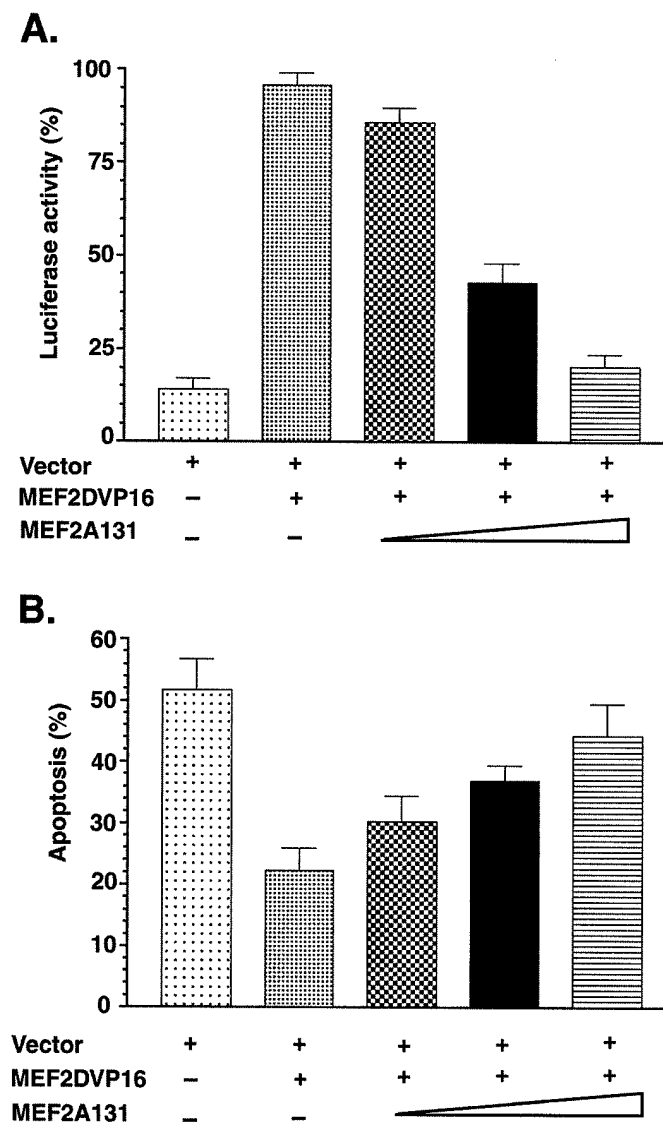 A.
Luciferase activity (%)
100
75
50
25
0
Vector + + + + +
MEF2DVP16 – + + + +
MEF2A131 – –
B.
Apoptosis (%)
60
50
40
30
20
10
0
Vector + + + + +
MEF2DVP16 – + + + +
MEF2A131 – –